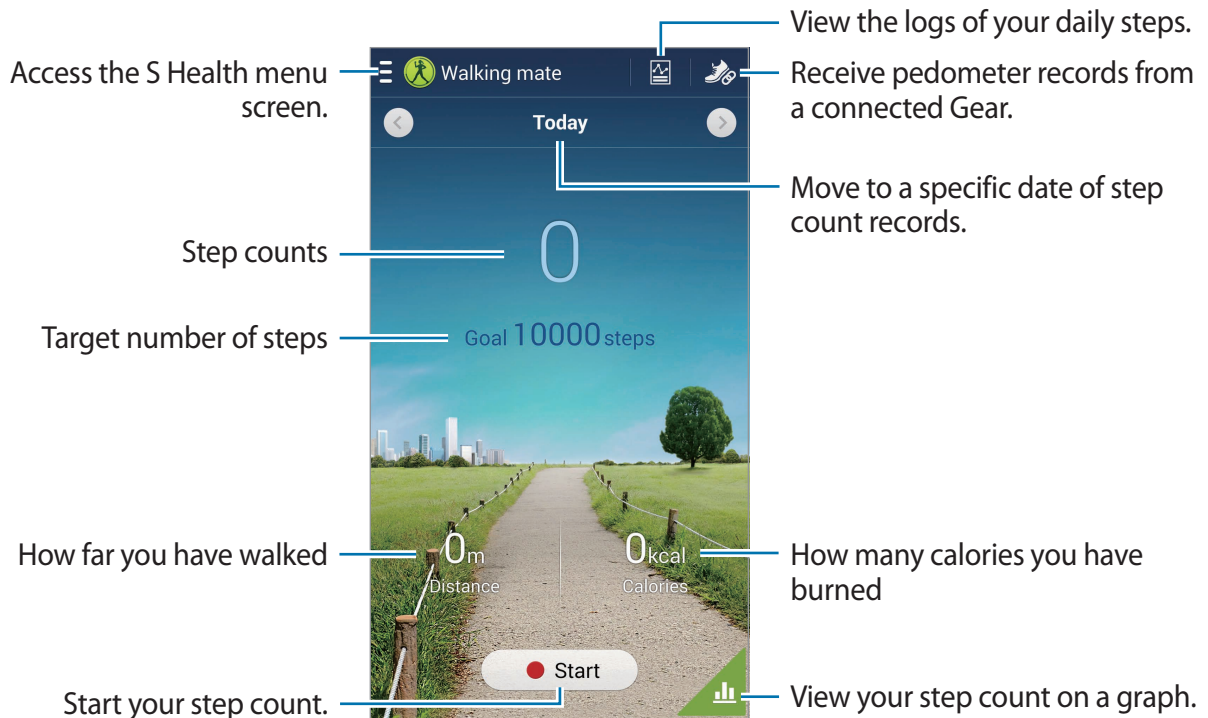 View the logs of your daily steps.
Access the S Health menu
screen.
Walking mate
Receive pedometer records from
a connected Gear.
Today
Move to a specific date of step
count records.
Step counts
0
Target number of steps
Goal 10000 steps
How far you have walked
0m
Distance
0kcal
Calories
How many calories you have
burned
Start
Start your step count.
View your step count on a graph.